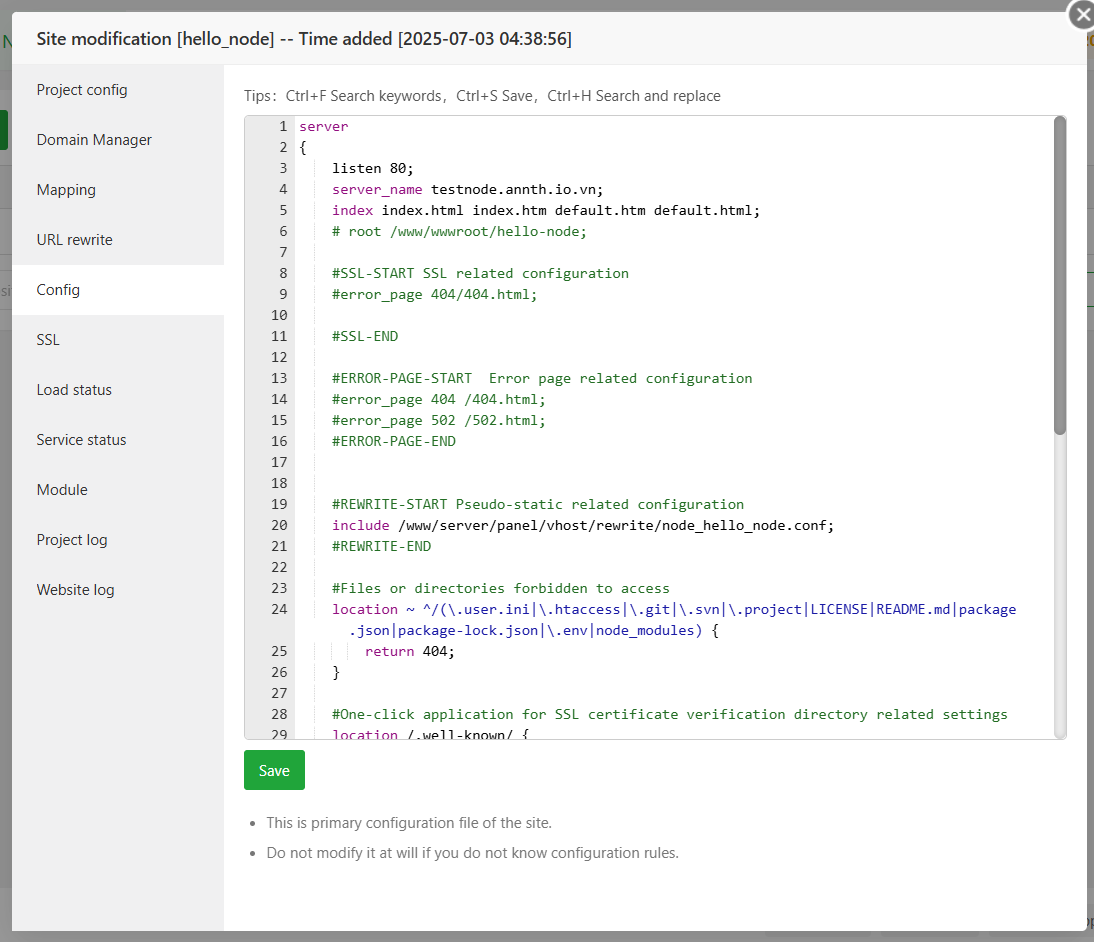 Site modification [hello_node] -- Time added [2025-07-03 04:38:56]
Project config
Domain Manager
Mapping
URL rewrite
Config
SSL
Load status
Service status
Module
Project log
Website log
Tips: Ctrl+F Search keywords, Ctrl+S Save, Ctrl+H Search and replace
1 server
2 {
3 listen 80;
4 server_name testnode.annth.io.vn;
5 index index.html index.htm default.htm default.html;
6 # root /www/wwwroot/hello-node;
7
8 #SSL-START SSL related configuration
9 #error_page 404/404.html;
10
11 #SSL-END
12
13 #ERROR-PAGE-START  Error page related configuration
14 #error_page 404 /404.html;
15 #error_page 502 /502.html;
16 #ERROR-PAGE-END
17
18
19 #REWRITE-START Pseudo-static related configuration
20 include /www/server/panel/vhost/rewrite/node_hello_node.conf;
21 #REWRITE-END
22
23 #Files or directories forbidden to access
24 location ~ ^/(\.user.ini|\.htaccess|\.git|\.svn|\.project|LICENSE|README.md|package
.json|package-lock.json|\.env|node_modules) {
25 return 404;
26 }
27
28 #One-click application for SSL certificate verification directory related settings
29 location /.well-known/ {
Save
• This is primary configuration file of the site.
• Do not modify it at will if you do not know configuration rules.